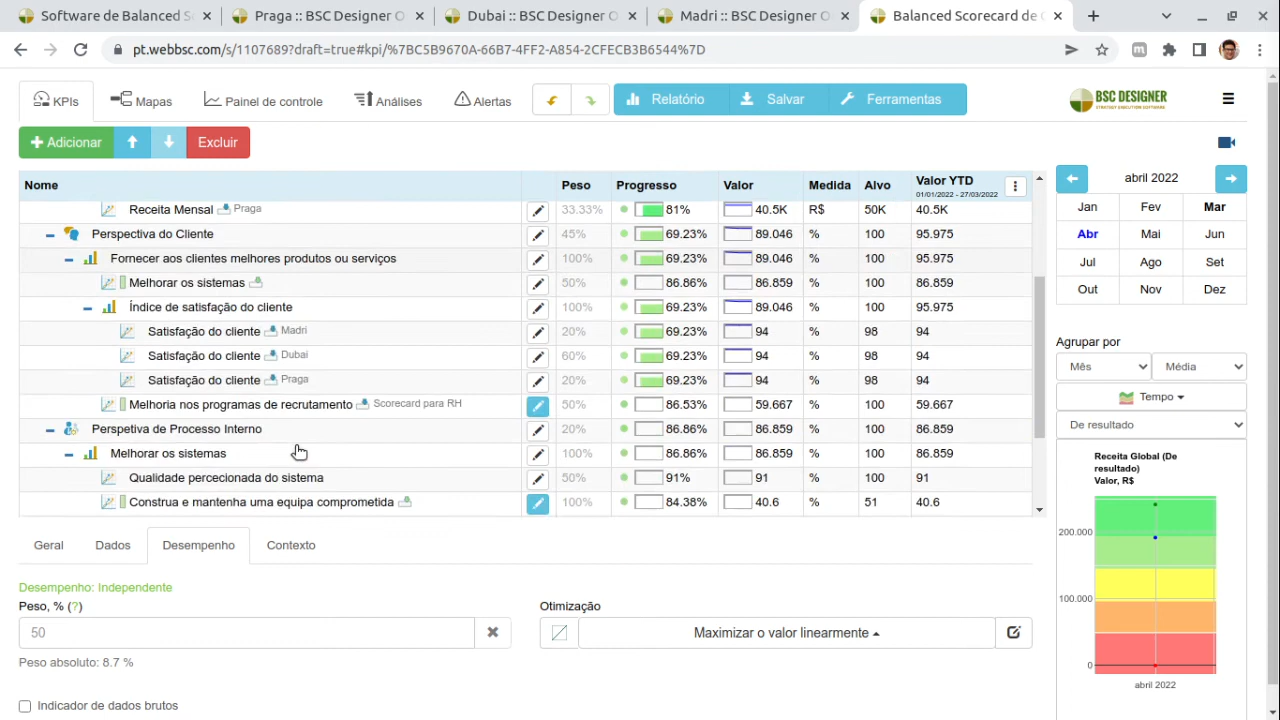 Software de Balanced S
Praga :: BSC Designer O
Dubai :: BSC Designer O
Madri :: BSC Designer O
Balanced Scorecard de
pt.webbsc.com/s/1107689?draft=true#kpi/%7BC5B9670A-66B7-4FF2-A854-2CFECB3B6544%7D
KPIs
Mapas
Painel de controle
Análises
Alertas
Relatório
Salvar
Ferramentas
BSC DESIGNER
STRATEGY EXECUTION SOFTWARE
Adicionar
Excluir
Nome Peso Progresso Valor Medida Alvo Valor YTD
01/01/2022 - 27/03/2022
Receita Mensal Praga 33.33% 81% 40.5K R$ 50K 40.5K
Perspectiva do Cliente 45% 69.23% 89.046 % 100 95.975
Fornecer aos clientes melhores produtos ou serviços 100% 69.23% 89.046 % 100 95.975
Melhorar os sistemas 50% 86.86% 86.859 % 100 86.859
Índice de satisfação do cliente 100% 69.23% 89.046 % 100 95.975
Satisfação do cliente Madri 20% 69.23% 94 % 98 94
Satisfação do cliente Dubai 60% 69.23% 94 % 98 94
Satisfação do cliente Praga 20% 69.23% 94 % 98 94
Melhoria nos programas de recrutamento Scorecard para RH 50% 86.53% 59.667 % 100 59.667
Perspetiva de Processo Interno 20% 86.86% 86.859 % 100 86.859
Melhorar os sistemas 100% 86.86% 86.859 % 100 86.859
Qualidade percecionada do sistema 50% 91% 91 % 100 91
Construa e mantenha uma equipa comprometida 100% 84.38% 40.6 % 51 40.6
abril 2022
Jan Fev Mar
Abr Mai Jun
Jul Ago Set
Out Nov Dez
Agrupar por
Mês Média
Tempo
De resultado
Receita Global (De
resultado)
Valor, R$
200.000
100.000
0
abril 2022
Geral Dados Desempenho Contexto
Desempenho: Independente
Peso, % (?)
50
Peso absoluto: 8.7 %
Otimização
Maximizar o valor linearmente
Indicador de dados brutos